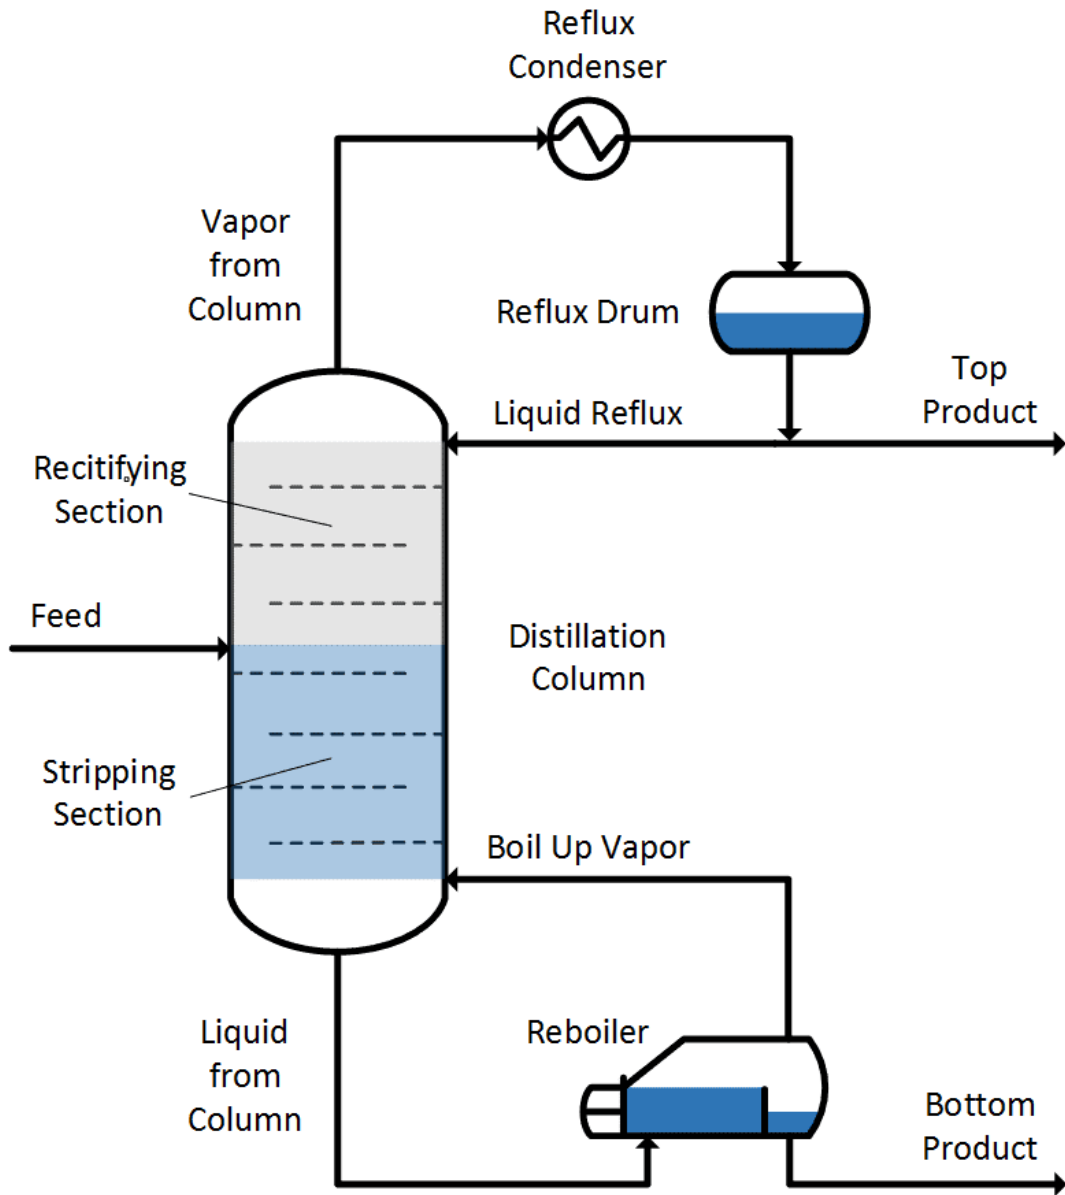 Reflux
Condenser
Vapor
from
Column
Reflux Drum
Top
Product
Liquid Reflux
Recitifying
Section
Feed
Distillation
Column
Stripping
Section
Boil Up Vapor
Liquid
from
Column
Reboiler
Bottom
Product